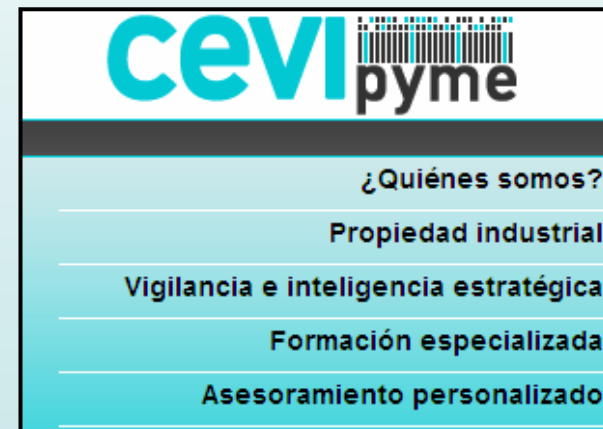 cevi
pyme
¿Quiénes somos?
Propiedad industrial
Vigilancia e inteligencia estratégica
Formación especializada
Asesoramiento personalizado